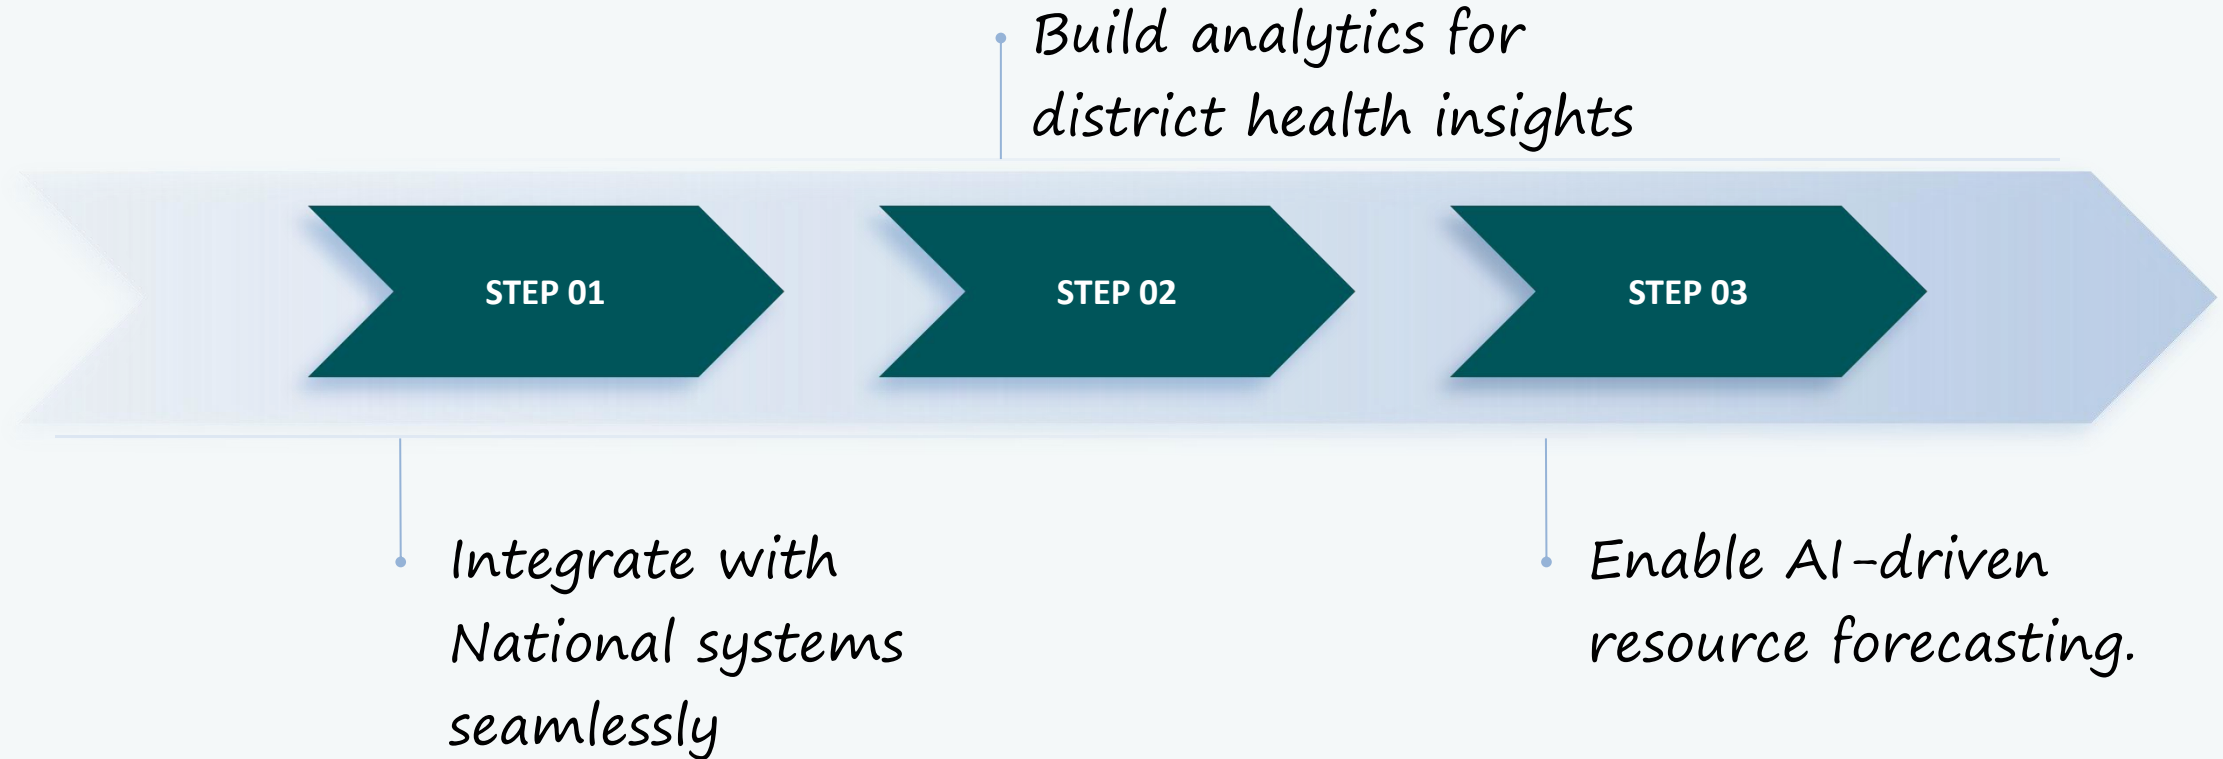 Build analytics for
district health insights
STEP 01
STEP 02
STEP 03
Integrate with
National systems
seamlessly
Enable AI-driven
resource forecasting.